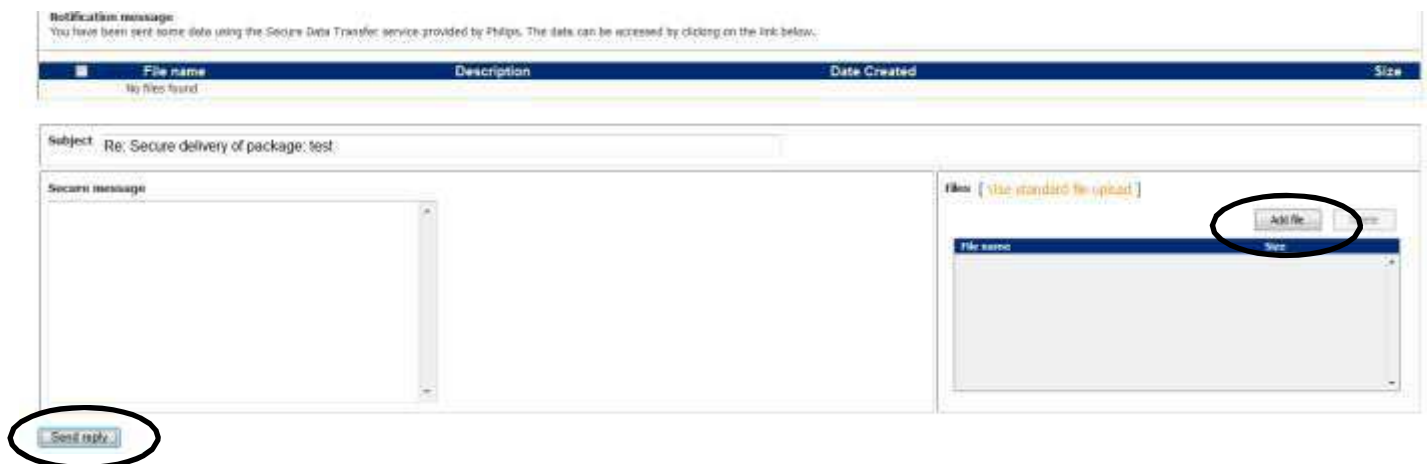 Notification message
You have been sent some data using the Secure Data Transfer service provided by Philips. The data can be accessed by clicking on the link below.
File name Description Date Created Size
No files found
Subject Re: Secure delivery of package: test
Secure message
Files [ Use standard file upload ]
Add file
File name Size
Send reply